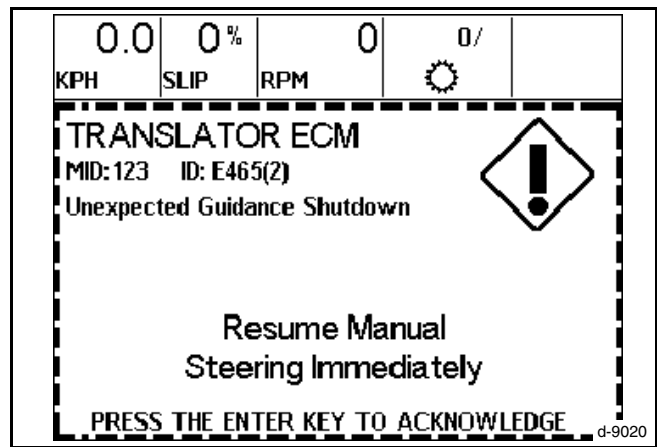 0.0 0% 0 0/
KPH SLIP RPM
TRANSLATOR ECM
MID:123 ID: E465(2)
Unexpected Guidance Shutdown
Resume Manual
Steering Immediately
PRESS THE ENTER KEY TO ACKNOWLEDGE
d-9020